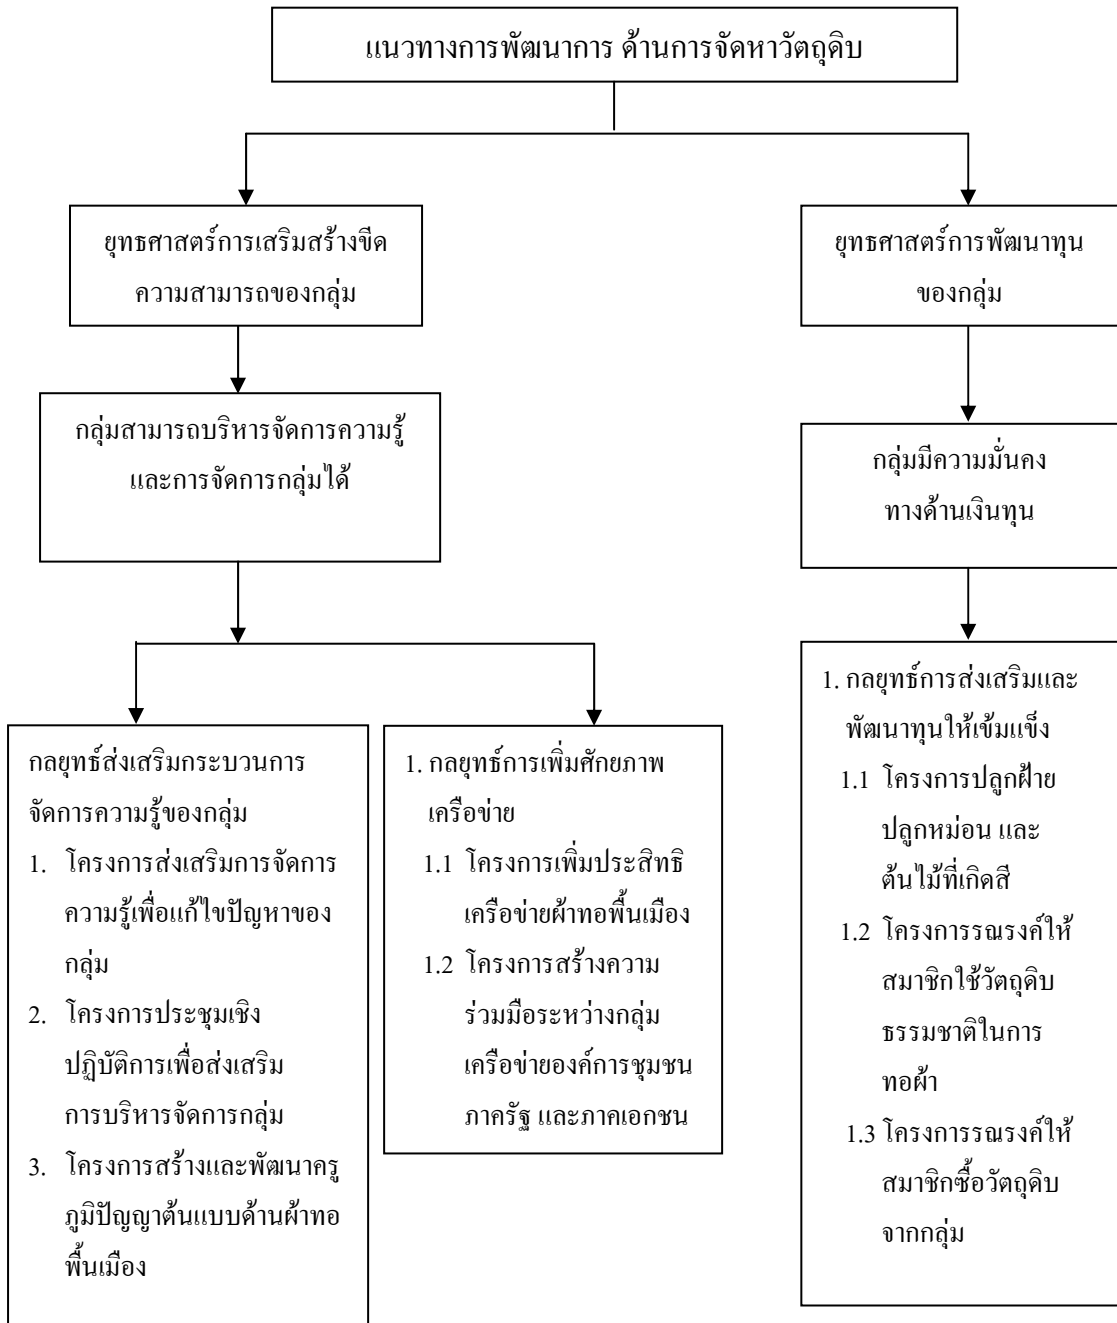 แนวทางการพัฒนาการ ด้านการจัดหาวัตถุดิบ
ยุทธศาสตร์การเสริมสร้างขีด
ความสามารถของกลุ่ม
ยุทธศาสตร์การพัฒนาทุน
ของกลุ่ม
กลุ่มสามารถบริหารจัดการความรู้
และการจัดการกลุ่มได้
กลุ่มมีความมั่นคง
ทางด้านเงินทุน
กลยุทธ์ส่งเสริมกระบวนการ
จัดการความรู้ของกลุ่ม
1. โครงการส่งเสริมการจัดการ
ความรู้เพื่อแก้ไขปัญหาของ
กลุ่ม
2. โครงการประชุมเชิง
ปฏิบัติการเพื่อส่งเสริม
การบริหารจัดการกลุ่ม
3. โครงการสร้างและพัฒนาครู
ภูมิปัญญาต้นแบบด้านผ้าทอ
พื้นเมือง
1. กลยุทธ์การเพิ่มศักยภาพ
เครือข่าย
1.1 โครงการเพิ่มประสิทธิ
เครือข่ายผ้าทอพื้นเมือง
1.2 โครงการสร้างความ
ร่วมมือระหว่างกลุ่ม
เครือข่ายองค์การชุมชน
ภาครัฐ และภาคเอกชน
1. กลยุทธ์การส่งเสริมและ
พัฒนาทุนให้เข้มแข็ง
1.1 โครงการปลูกฝ้าย
ปลูกหม่อน และ
ต้นไม้ที่เกิดสี
1.2 โครงการรณรงค์ให้
สมาชิกใช้วัตถุดิบ
ธรรมชาติในการ
ทอผ้า
1.3 โครงการรณรงค์ให้
สมาชิกซื้อวัตถุดิบ
จากกลุ่ม